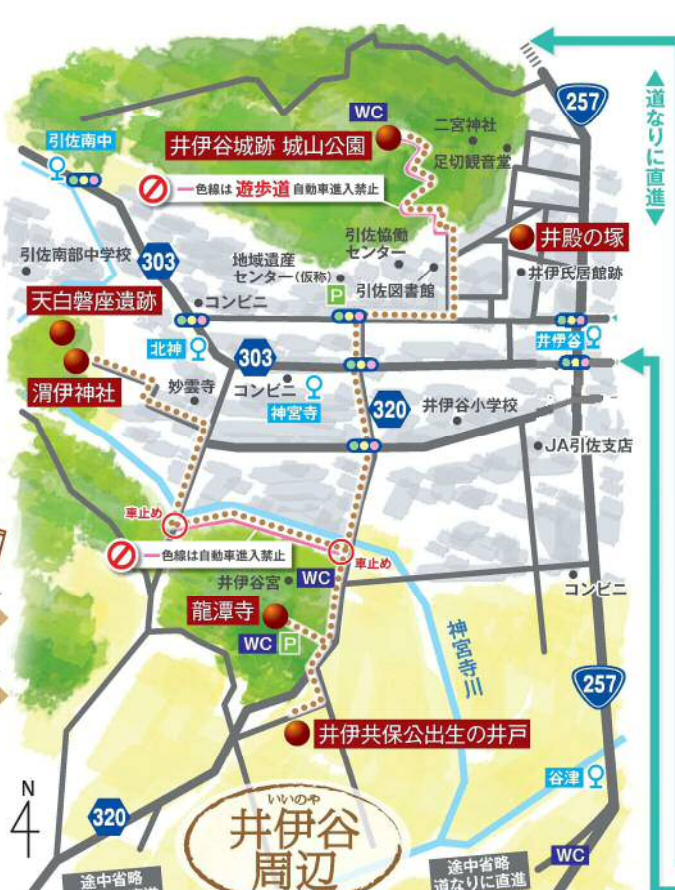 257
▲道なりに直進▼
WC
二宮神社
井伊谷城跡 城山公園
足切観音堂
引佐南中
一色線は 遊歩道 自動車進入禁止
井殿の塚
引佐協働
センター
引佐南部中学校
303
地域遺産
センター(仮称)
P
引佐図書館
井伊氏居館跡
天白磐座遺跡
コンビニ
北神
井伊谷
303
渭伊神社
妙雲寺
コンビニ
神宮寺
320
井伊谷小学校
JA引佐支店
車止め
一色線は自動車進入禁止
車止め
井伊谷宮
WC
コンビニ
龍潭寺
WC
P
神宮寺川
257
井伊共保公出生の井戸
谷津
N
いいのや
井伊谷
周辺
320
WC
途中省略
途中省略
道なりに直進